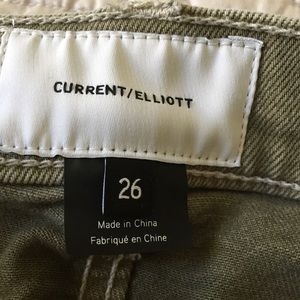 CURRENT/ELLIOTT
26
Made in China
Fabriqué en Chine